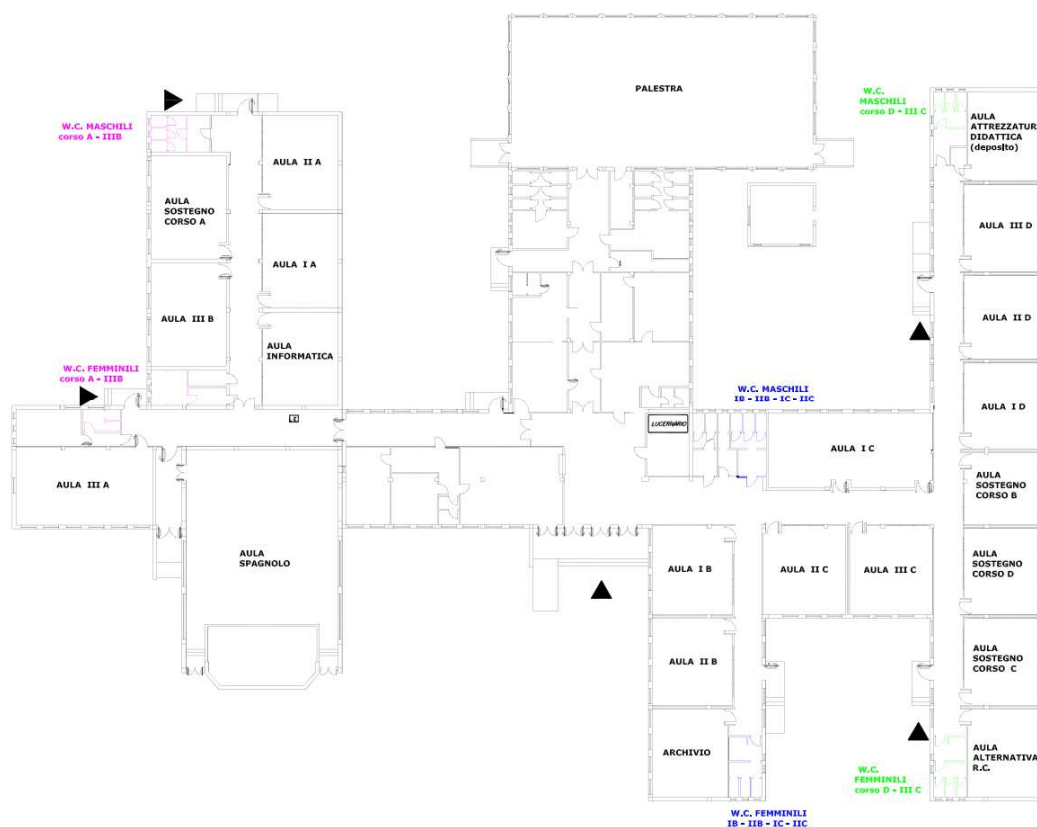 PALESTRA
W.C.
MASCHILI
corso D - III C
W.C. MASCHILI
corso A - IIIB
AULA
ATTREZZATUR
DIDATTICA
(deposito)
AULA II A
AULA
SOSTEGNO
CORSO A
AULA III D
AULA I A
AULA III B
AULA II D
AULA
INFORMATICA
W.C. FEMMINILI
corso A - IIIB
W.C. MASCHILI
IB - IIB - IC - IIC
AULA I D
LUCERNARIO
AULA I C
AULA III A
AULA
SOSTEGNO
CORSO B
AULA
SPAGNOLO
AULA I B
AULA II C
AULA III C
AULA
SOSTEGNO
CORSO D
AULA II B
AULA
SOSTEGNO
CORSO C
ARCHIVIO
AULA
ALTERNATIVA
R.C.
W.C.
FEMMINILI
corso D - III C
W.C. FEMMINILI
IB - IIB - IC - IIC